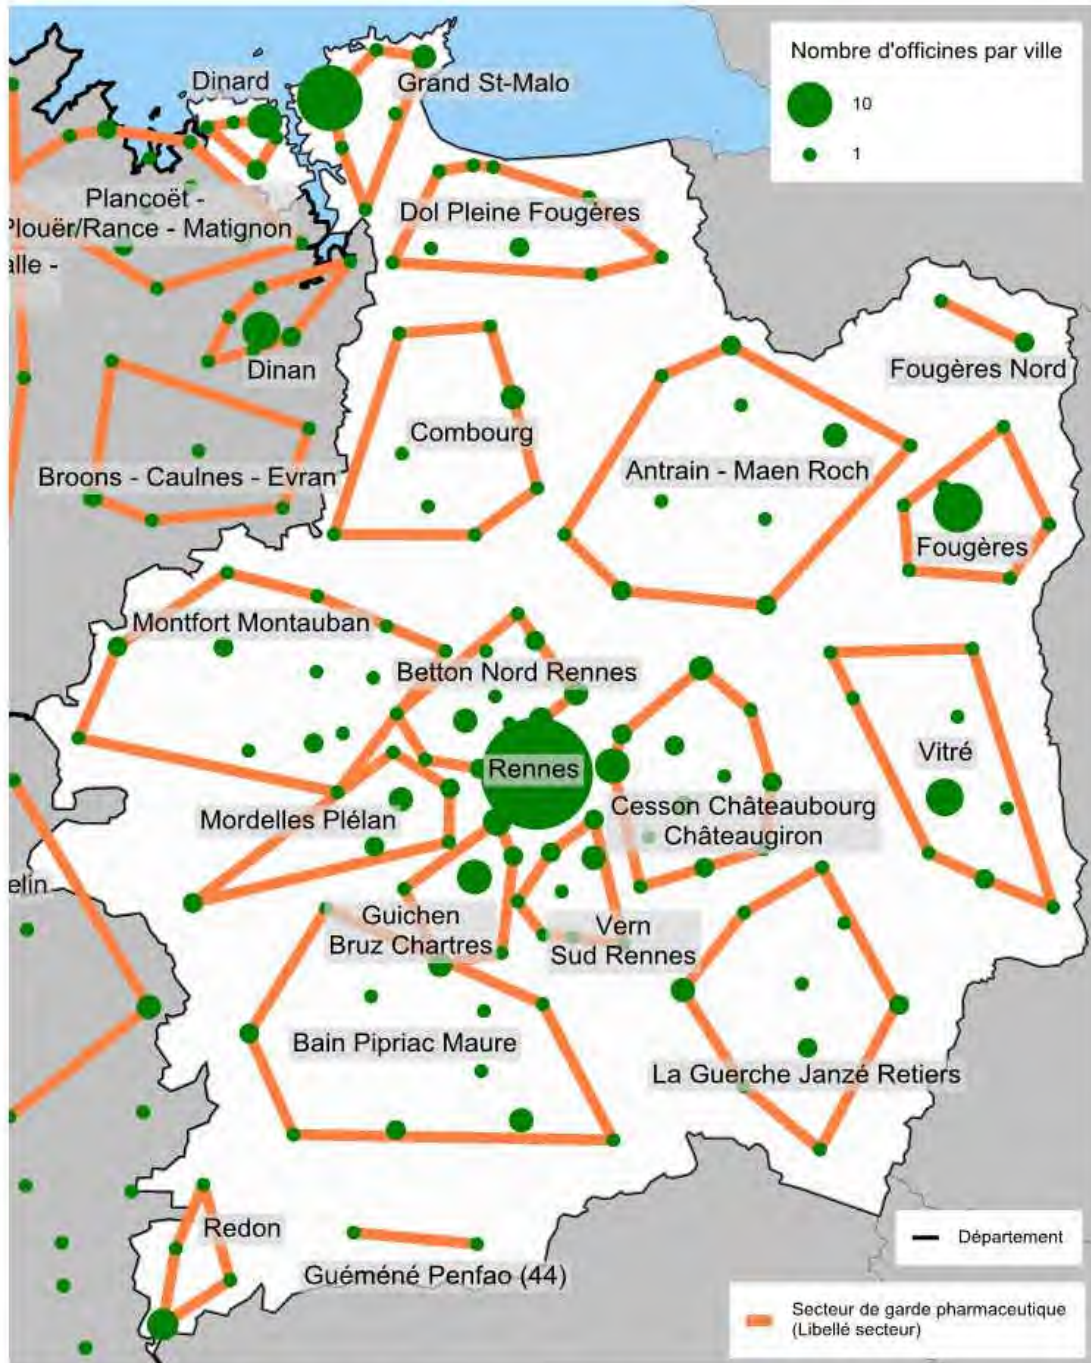 Nombre d'officines par ville
10
1
Dinard
Grand St-Malo
Plancoët -
Plouër/Rance - Matignon
alle -
Dol Pleine Fougères
Dinan
Fougères Nord
Combourg
Antrain - Maen Roch
Broons - Caulnes - Evran
Fougères
Montfort Montauban
Betton Nord Rennes
Vitré
Rennes
Mordelles Plélan
Cesson Châteaubourg
Châteaugiron
elin
Guichen
Bruz Chartres
Vern
Sud Rennes
Bain Pipriac Maure
La Guerche Janzé Retiers
Redon
Guéméné Penfao (44)
Département
Secteur de garde pharmaceutique
(Libellé secteur)